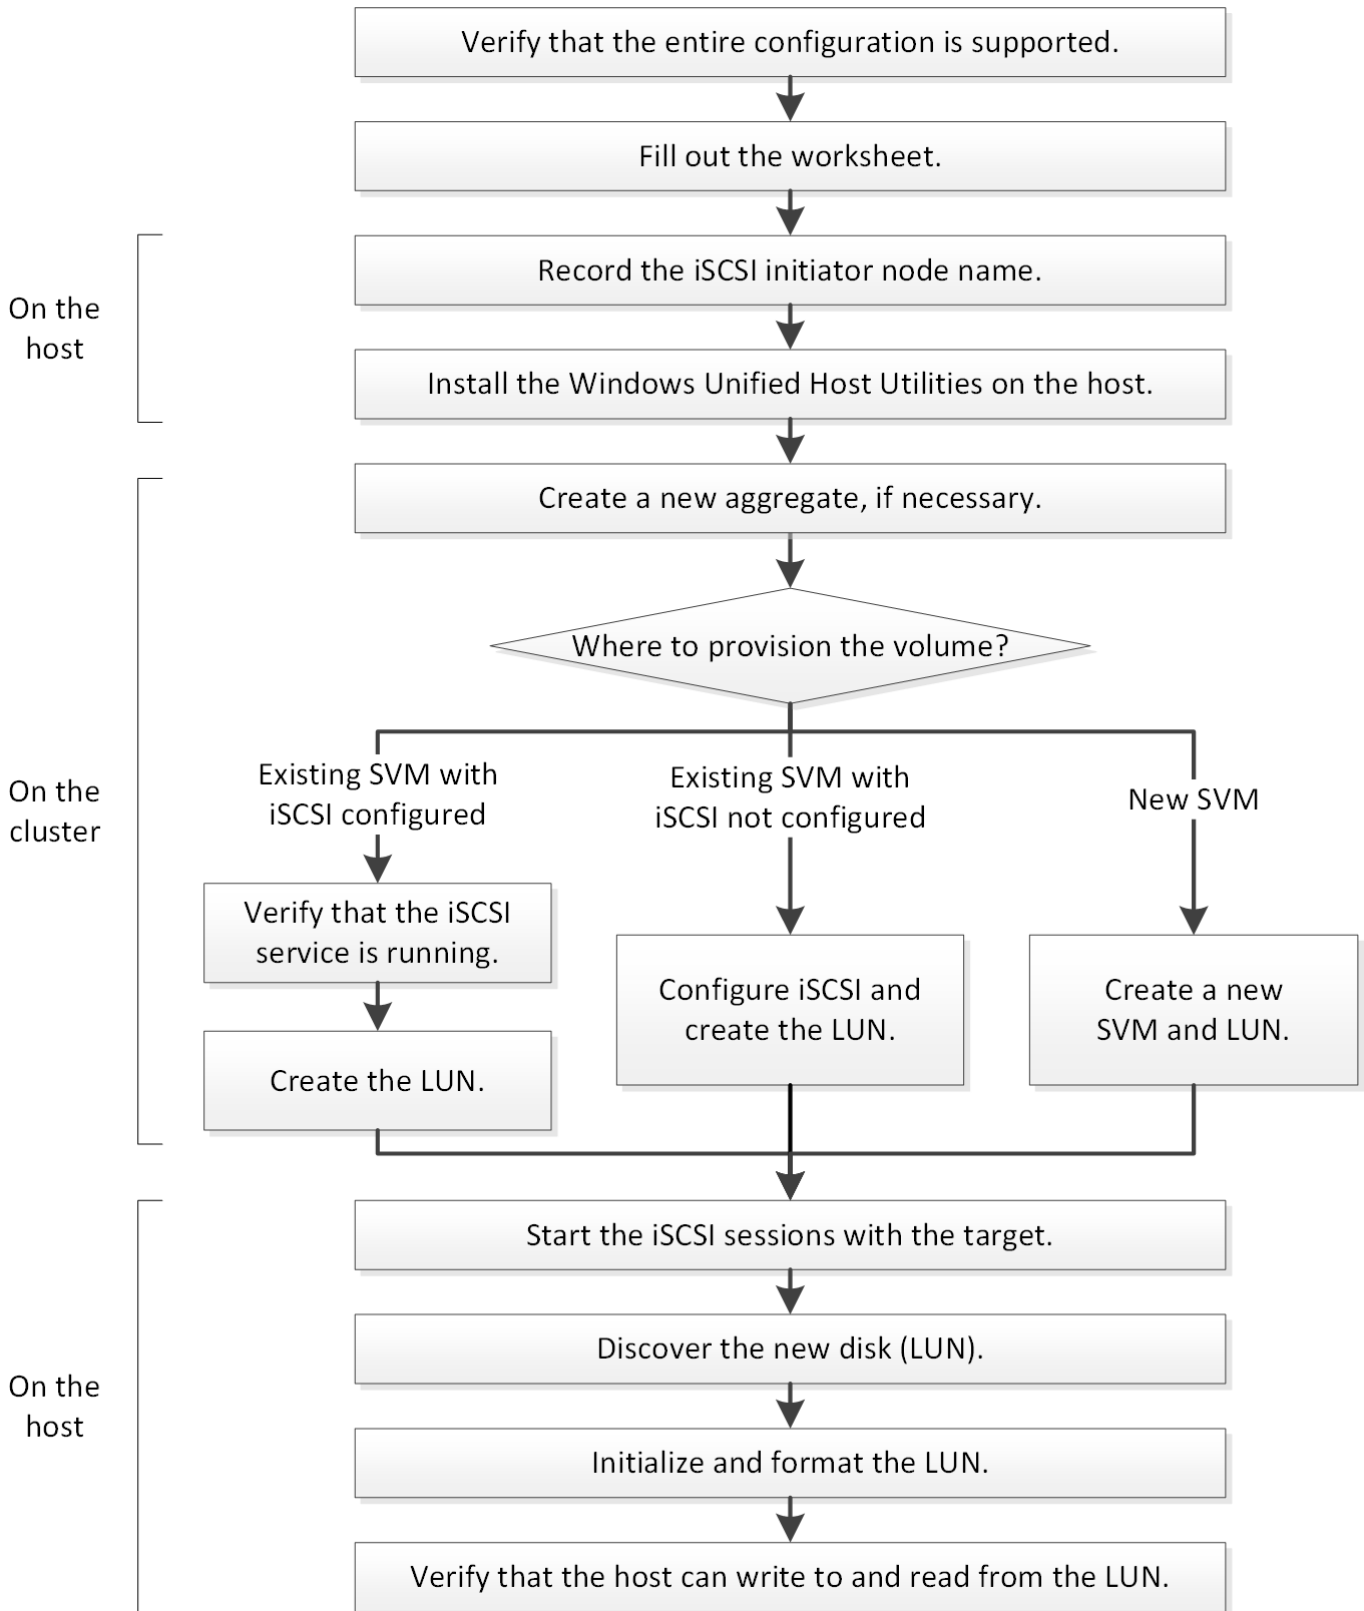 Verify that the entire configuration is supported.
Fill out the worksheet.
On the
host
Record the iSCSI initiator node name.
Install the Windows Unified Host Utilities on the host.
On the
cluster
Create a new aggregate, if necessary.
Where to provision the volume?
Existing SVM with
iSCSI configured
Existing SVM with
iSCSI not configured
New SVM
Verify that the iSCSI
service is running.
Create the LUN.
Configure iSCSI and
create the LUN.
Create a new
SVM and LUN.
On the
host
Start the iSCSI sessions with the target.
Discover the new disk (LUN).
Initialize and format the LUN.
Verify that the host can write to and read from the LUN.